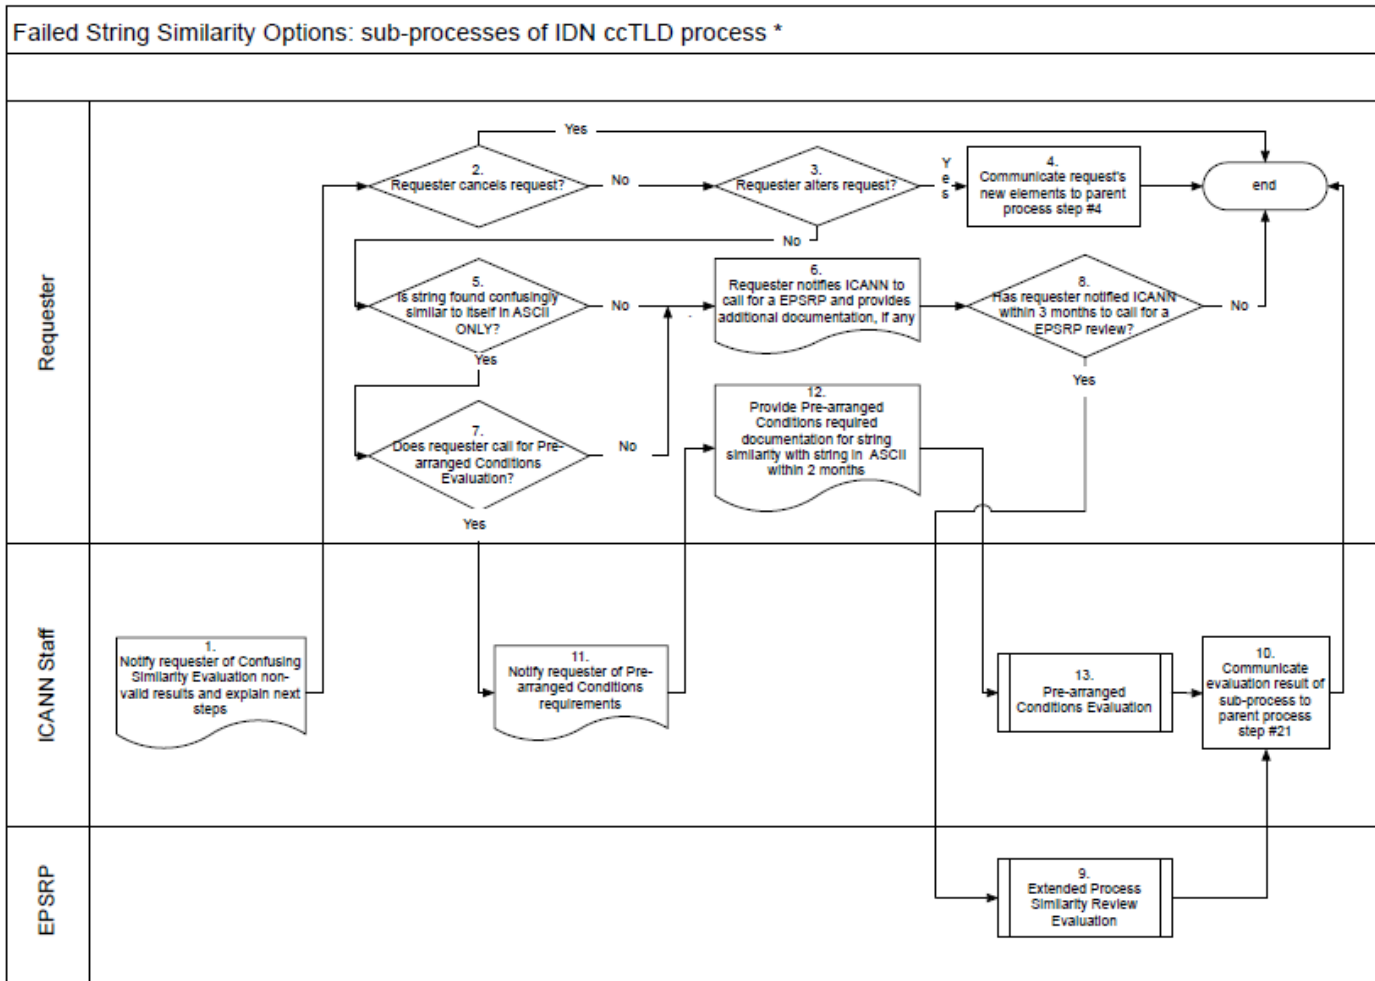 Failed String Similarity Options: sub-processes of IDN ccTLD process *
Requester
Yes
2.
Requester cancels request?
No
3.
Requester alters request?
Yes
4.
Communicate request's
new elements to parent
process step #4
end
No
5.
Is string found confusingly
similar to itself in ASCII
ONLY?
No
6.
Requester notifies ICANN to
call for a EPSRP and provides
additional documentation, if any
8.
Has requester notified ICANN
within 3 months to call for a
EPSRP review?
No
Yes
Yes
7.
Does requester call for Pre-
arranged Conditions
Evaluation?
No
12.
Provide Pre-arranged
Conditions required
documentation for string
similarity with string in ASCII
within 2 months
Yes
ICANN Staff
1.
Notify requester of Confusing
Similarity Evaluation non-
valid results and explain next
steps
11.
Notify requester of Pre-
arranged Conditions
requirements
13.
Pre-arranged
Conditions Evaluation
10.
Communicate
evaluation result of
sub-process to
parent process
step #21
EPSRP
9.
Extended Process
Similarity Review
Evaluation